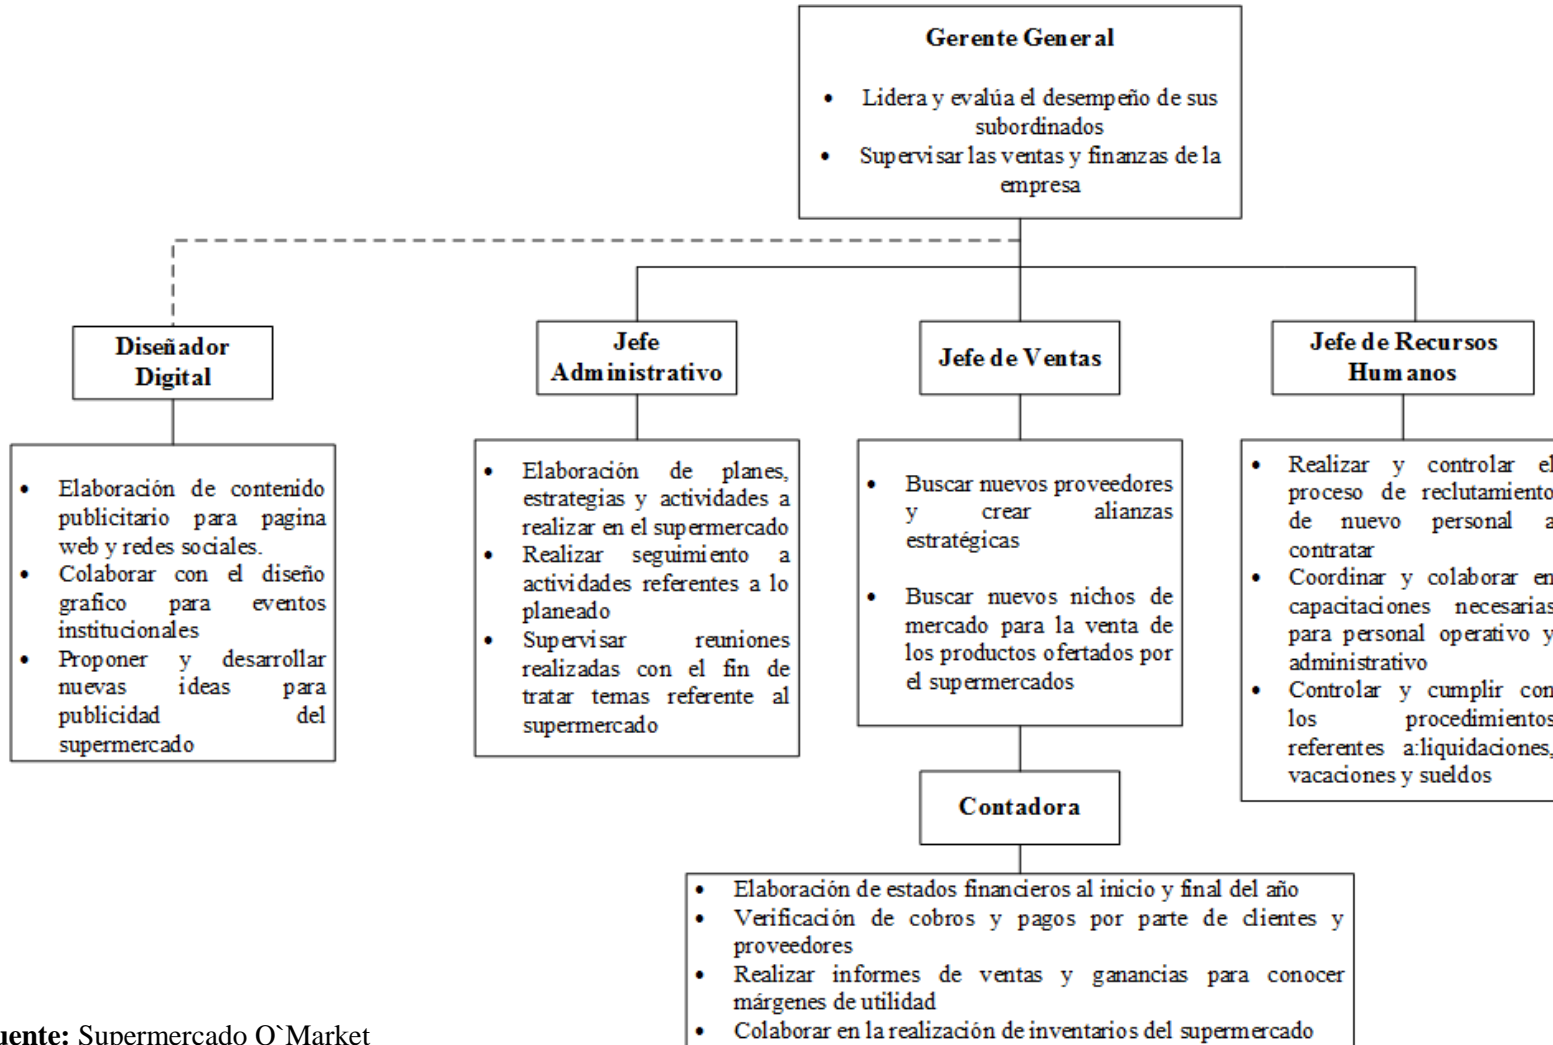 Gerente General
• Lidera y evalúa el desempeño de sus
subordinados
• Supervisar las ventas y finanzas de la
empresa
Diseñador
Digital
Jefe
Administrativo
Jefe de Ventas
Jefe de Recursos
Humanos
• Elaboración de contenido
publicitario para pagina
web y redes sociales.
• Colaborar con el diseño
grafico para eventos
institucionales
• Proponer y desarrollar
nuevas ideas para
publicidad del
supermercado
• Elaboración de planes,
estrategias y actividades a
realizar en el supermercado
• Realizar seguimiento a
actividades referentes a lo
planeado
• Supervisar reuniones
realizadas con el fin de
tratar temas referente al
supermercado
• Buscar nuevos proveedores
y crear alianzas
estratégicas
• Buscar nuevos nichos de
mercado para la venta de
los productos ofertados por
el supermercados
• Realizar y controlar el
proceso de reclutamiento
de nuevo personal a
contratar
• Coordinar y colaborar en
capacitaciones necesarias
para personal operativo y
administrativo
• Controlar y cumplir con
los procedimientos
referentes a:liquidaciones,
vacaciones y sueldos
Contadora
• Elaboración de estados financieros al inicio y final del año
• Verificación de cobros y pagos por parte de clientes y
proveedores
• Realizar informes de ventas y ganancias para conocer
márgenes de utilidad
• Colaborar en la realización de inventarios del supermercado
uente: Supermercado O`Market